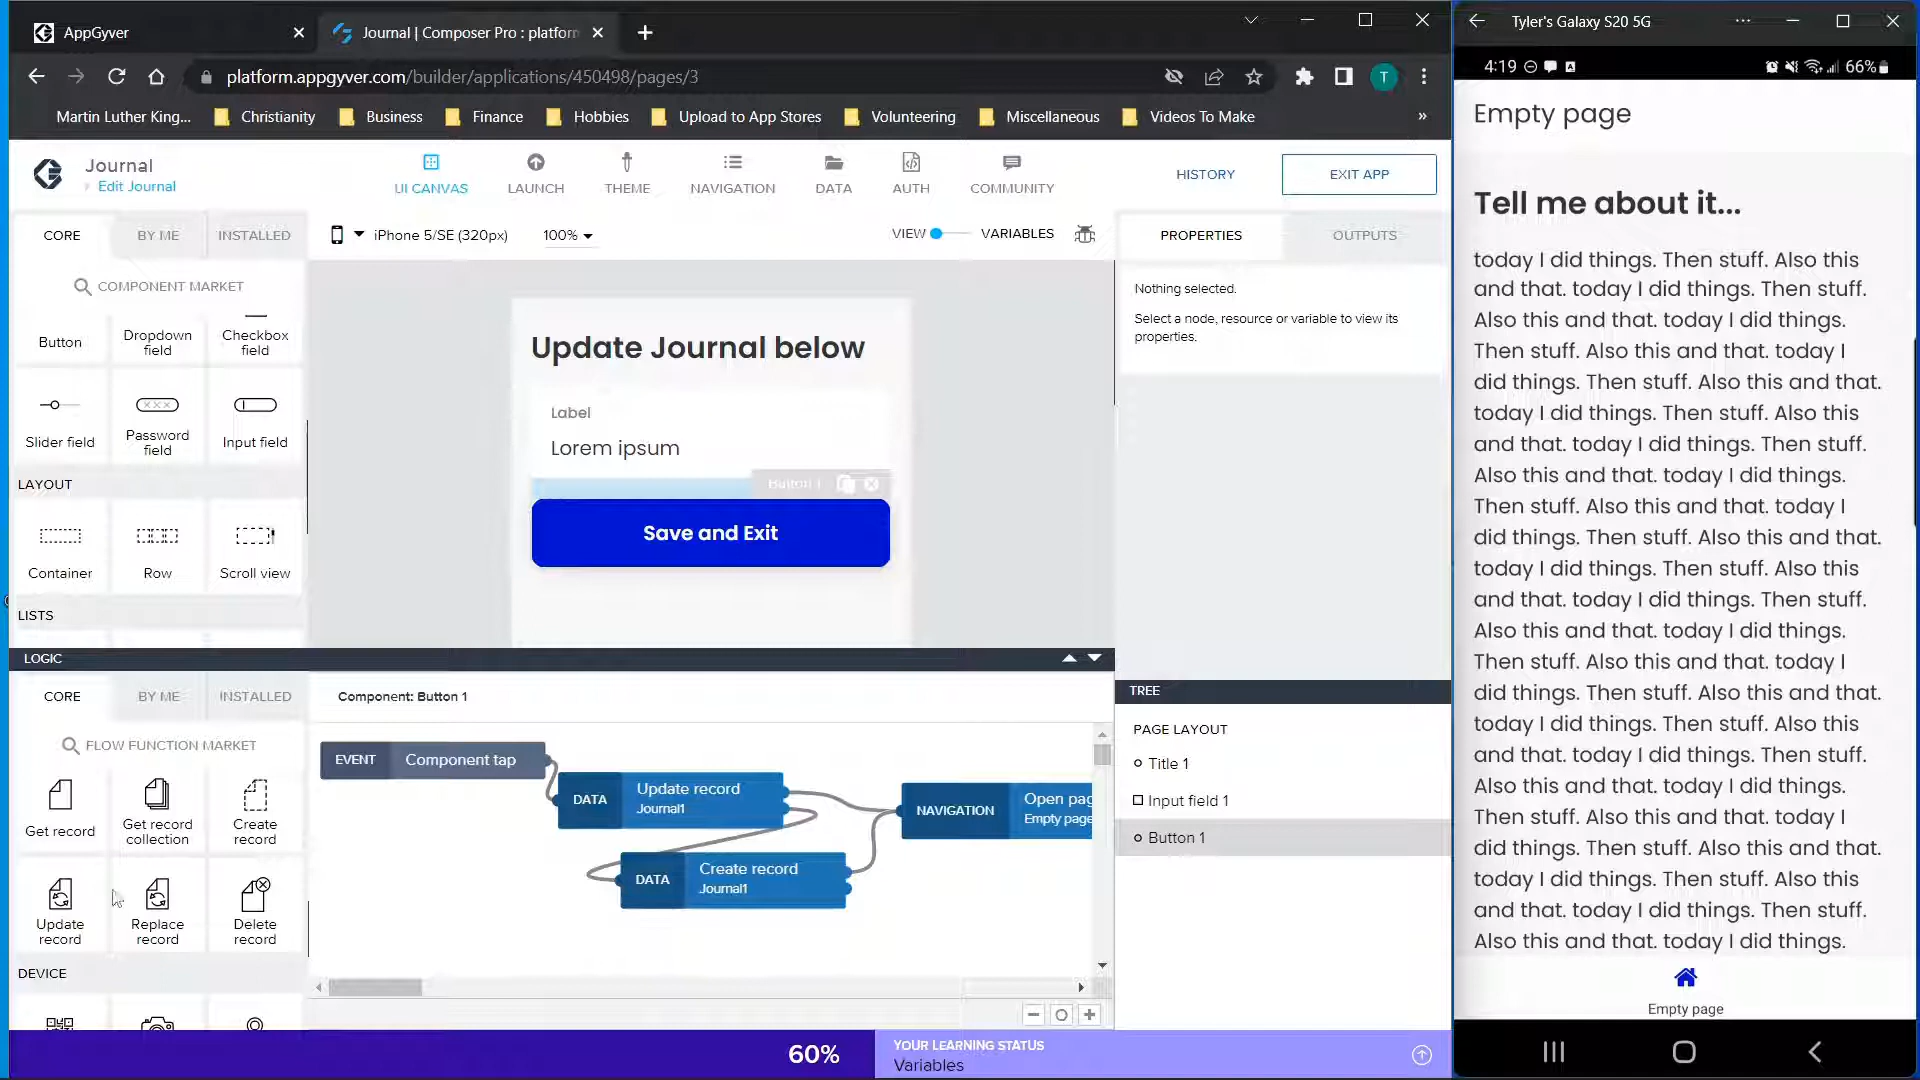 AppGyver
Journal | Composer Pro : platforr
Tyler's Galaxy S20 5G
platform.appgyver.com/builder/applications/450498/pages/3
T
4:19
66%
Martin Luther King...
Christianity
Business
Finance
Hobbies
Upload to App Stores
Volunteering
Miscellaneous
Videos To Make
»
Journal
Edit Journal
UI CANVAS
LAUNCH
THEME
NAVIGATION
DATA
AUTH
COMMUNITY
HISTORY
EXIT APP
CORE
BY ME
INSTALLED
iPhone 5/SE (320px)
100%
VIEW
VARIABLES
PROPERTIES
OUTPUTS
COMPONENT MARKET
Button
Dropdown
field
Checkbox
field
Slider field
Password
field
Input field
LAYOUT
Container
Row
Scroll view
LISTS
Update Journal below
Label
Lorem ipsum
Button 1
Save and Exit
Nothing selected.
Select a node, resource or variable to view its
properties.
LOGIC
CORE
BY ME
INSTALLED
FLOW FUNCTION MARKET
Get record
Get record
collection
Create
record
Update
record
Replace
record
Delete
record
DEVICE
Component: Button 1
EVENT
Component tap
DATA
Update record
Journal1
DATA
Create record
Journal1
NAVIGATION
Open pag
Empty page
TREE
PAGE LAYOUT
Title 1
Input field 1
Button 1
60%
YOUR LEARNING STATUS
Variables
Empty page
Tell me about it...
today I did things. Then stuff. Also this
and that. today I did things. Then stuff.
Also this and that. today I did things.
Then stuff. Also this and that. today I
did things. Then stuff. Also this and that.
today I did things. Then stuff. Also this
and that. today I did things. Then stuff.
Also this and that. today I did things.
Then stuff. Also this and that. today I
did things. Then stuff. Also this and that.
today I did things. Then stuff. Also this
and that. today I did things. Then stuff.
Also this and that. today I did things.
Then stuff. Also this and that. today I
did things. Then stuff. Also this and that.
today I did things. Then stuff. Also this
and that. today I did things. Then stuff.
Also this and that. today I did things.
Then stuff. Also this and that. today I
did things. Then stuff. Also this and that.
today I did things. Then stuff. Also this
and that. today I did things. Then stuff.
Also this and that. today I did things.
Empty page